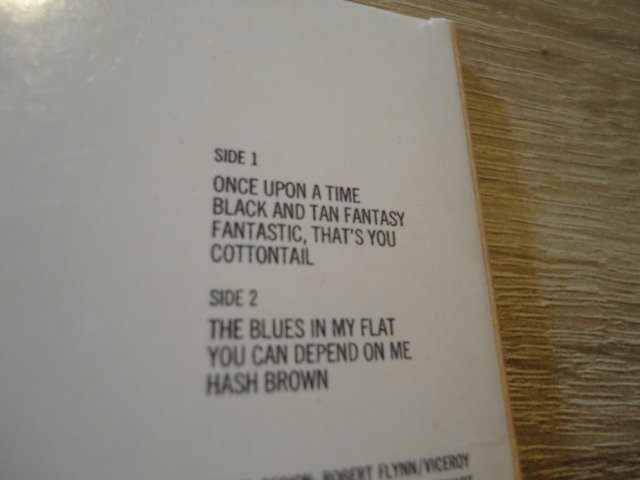 SIDE 1
ONCE UPON A TIME
BLACK AND TAN FANTASY
FANTASTIC, THAT'S YOU
COTTONTAIL
SIDE 2
THE BLUES IN MY FLAT
YOU CAN DEPEND ON ME
HASH BROWN
DESIGN: ROBERT FLYNN/VICEROY